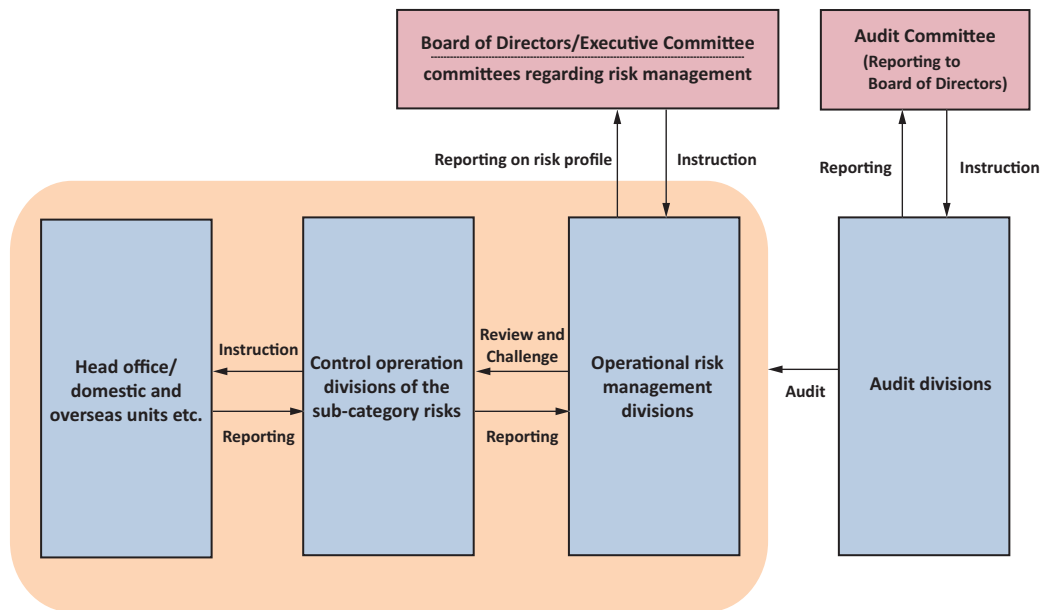 Board of Directors/Executive Committee
committees regarding risk management
Audit Committee
(Reporting to
Board of Directors)
Reporting on risk profile
Instruction
Reporting
Instruction
Head office/
domestic and
overseas units etc.
Instruction
Reporting
Control opreration
divisions of the
sub-category risks
Review and
Challenge
Reporting
Operational risk
management
divisions
Audit
Audit divisions